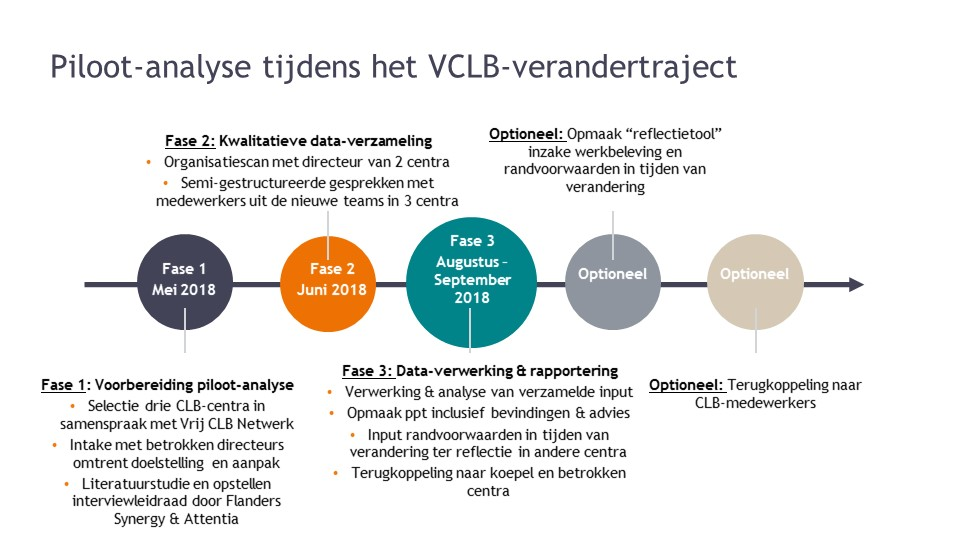 Piloot-analyse tijdens het VCLB-verandertraject
Fase 2: Kwalitatieve data-verzameling
• Organisatiescan met directeur van 2 centra
• Semi-gestructureerde gesprekken met
medewerkers uit de nieuwe teams in 3 centra
Optioneel: Opmaak “reflectietool”
inzake werkbeleving en
randvoorwaarden in tijden van
verandering
Fase 1
Mei 2018
Fase 2
Juni 2018
Fase 3
Augustus –
September
2018
Optioneel
Optioneel
Fase 1: Voorbereiding piloot-analyse
• Selectie drie CLB-centra in
samenspraak met Vrij CLB Netwerk
• Intake met betrokken directeurs
omtrent doelstelling en aanpak
• Literatuurstudie en opstellen
interviewleidraad door Flanders
Synergy & Attentia
Fase 3: Data-verwerking & rapportering
• Verwerking & analyse van verzamelde input
• Opmaak ppt inclusief bevindingen & advies
• Input randvoorwaarden in tijden van
verandering ter reflectie in andere centra
• Terugkoppeling naar koepel en betrokken
centra
Optioneel: Terugkoppeling naar
CLB-medewerkers